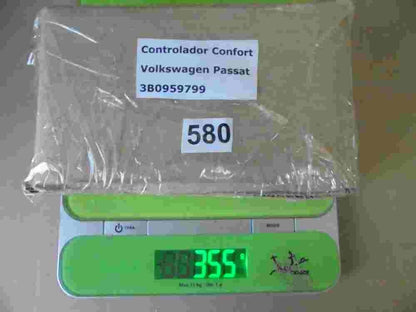 Controlador Confort
Volkswagen Passat
3B0959799
580
TARA
MODE
355